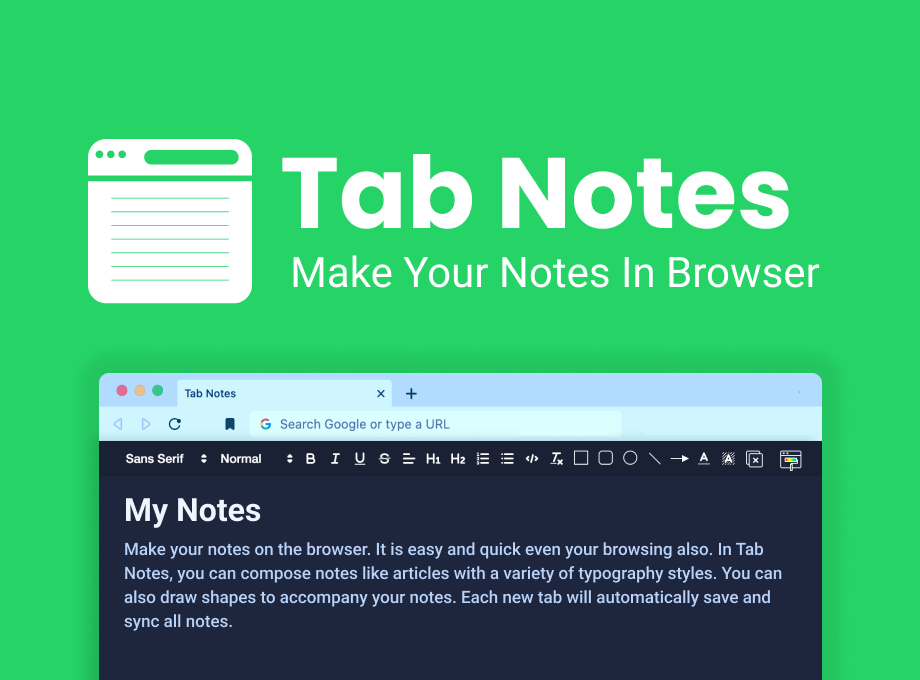 Tab Notes
Make Your Notes In Browser
Tab Notes
Search Google or type a URL
Sans Serif Normal B I U S H1 H2 A A
My Notes
Make your notes on the browser. It is easy and quick even your browsing also. In Tab
Notes, you can compose notes like articles with a variety of typography styles. You can
also draw shapes to accompany your notes. Each new tab will automatically save and
sync all notes.